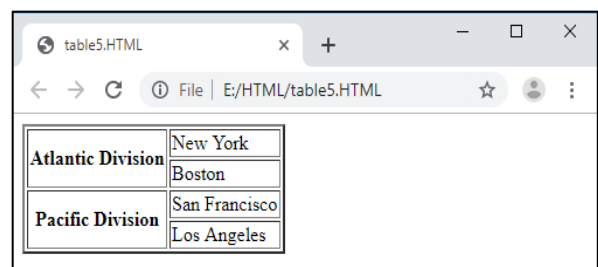 table5.HTML
File E:/HTML/table5.HTML
Atlantic Division
New York
Boston
Pacific Division
San Francisco
Los Angeles